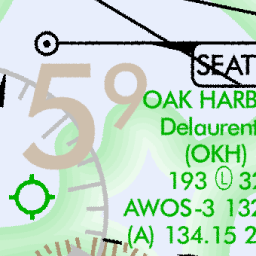 SEAT
59
OAK HARB
Delaurent
(OKH)
193 Ⓛ 32
AWOS-3 132
(A) 134.15 2